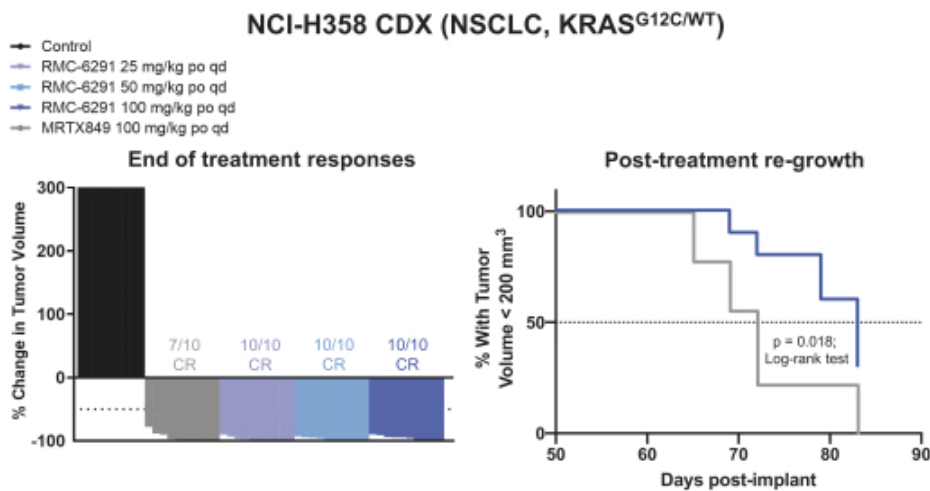 NCI-H358 CDX (NSCLC, KRASG12C/WT)
Control
RMC-6291 25 mg/kg po qd
RMC-6291 50 mg/kg po qd
RMC-6291 100 mg/kg po qd
MRTX849 100 mg/kg po qd
End of treatment responses
% Change in Tumor Volume
300
200
100
0
-100
7/10
CR
10/10
CR
10/10
CR
10/10
CR
Post-treatment re-growth
% With Tumor
Volume < 200 mm3
100
50
0
p = 0.018;
Log-rank test
50
60
70
80
90
Days post-implant